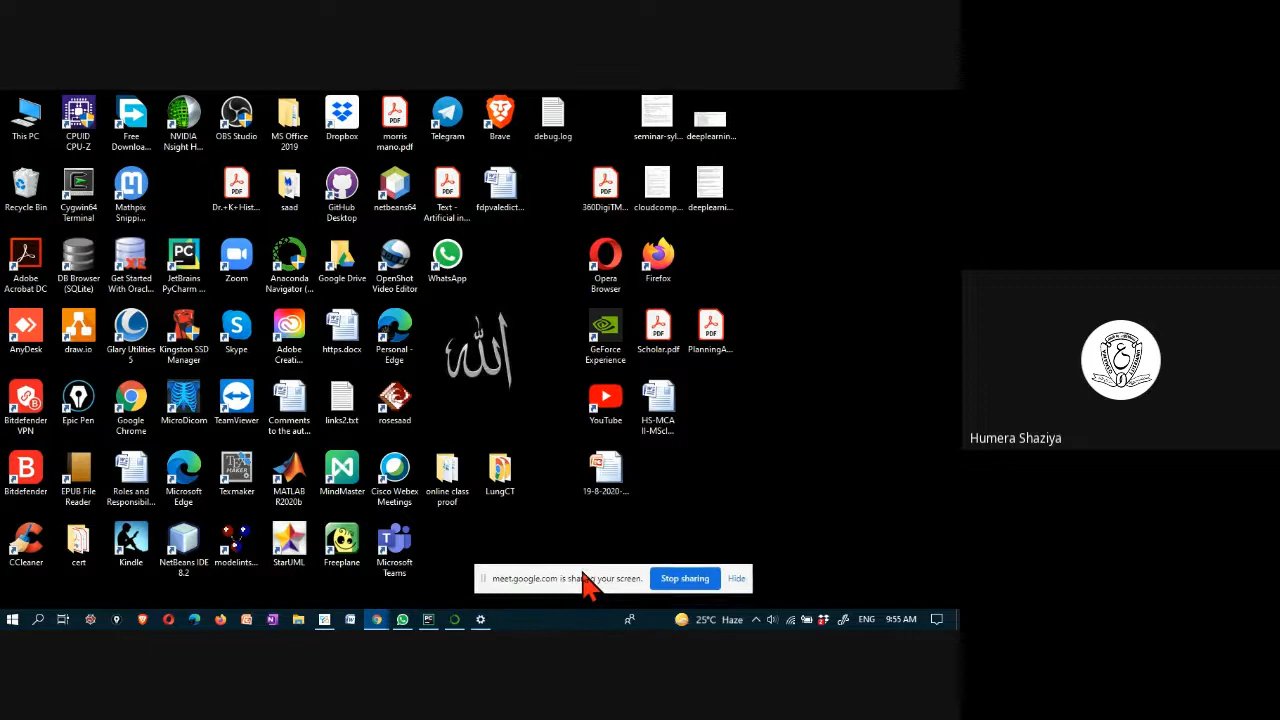 This PC
CPUID
CPU-Z
Free
Downloa...
NVIDIA
Nsight H...
OBS Studio
MS Office
2019
Dropbox
morris
mano.pdf
Telegram
Brave
debug.log
seminar-syl...
deeplearnin...
Recycle Bin
Cygwin64
Terminal
Mathpix
Snippi...
Dr.+K+Hist...
saad
GitHub
Desktop
netbeans64
Text -
Artificial in...
fdpvaledict...
360DigiTM...
cloudcomp...
deeplearni...
Adobe
Acrobat DC
DB Browser
(SQLite)
Get Started
With Oracl...
JetBrains
PyCharm ...
Zoom
Anaconda
Navigator (...
Google Drive
OpenShot
Video Editor
WhatsApp
Opera
Browser
Firefox
AnyDesk
draw.io
Glary Utilities
5
Kingston SSD
Manager
Skype
Adobe
Creati...
https.docx
Personal -
Edge
الله
GeForce
Experience
Scholar.pdf
PlanningA...
Bitdefender
VPN
Epic Pen
Google
Chrome
MicroDicom
TeamViewer
Comments
to the aut...
links2.txt
rosesaad
YouTube
HS-MCA
II-MScl...
Bitdefender
EPUB File
Reader
Roles and
Responsibil...
Microsoft
Edge
Texmaker
MATLAB
R2020b
MindMaster
Cisco Webex
Meetings
online class
proof
LungCT
19-8-2020-...
CCleaner
cert
Kindle
NetBeans IDE
8.2
modelints...
StarUML
Freeplane
Microsoft
Teams
meet.google.com is sharing your screen.
Stop sharing
Hide
25°C Haze
ENG
9:55 AM
Humera Shaziya